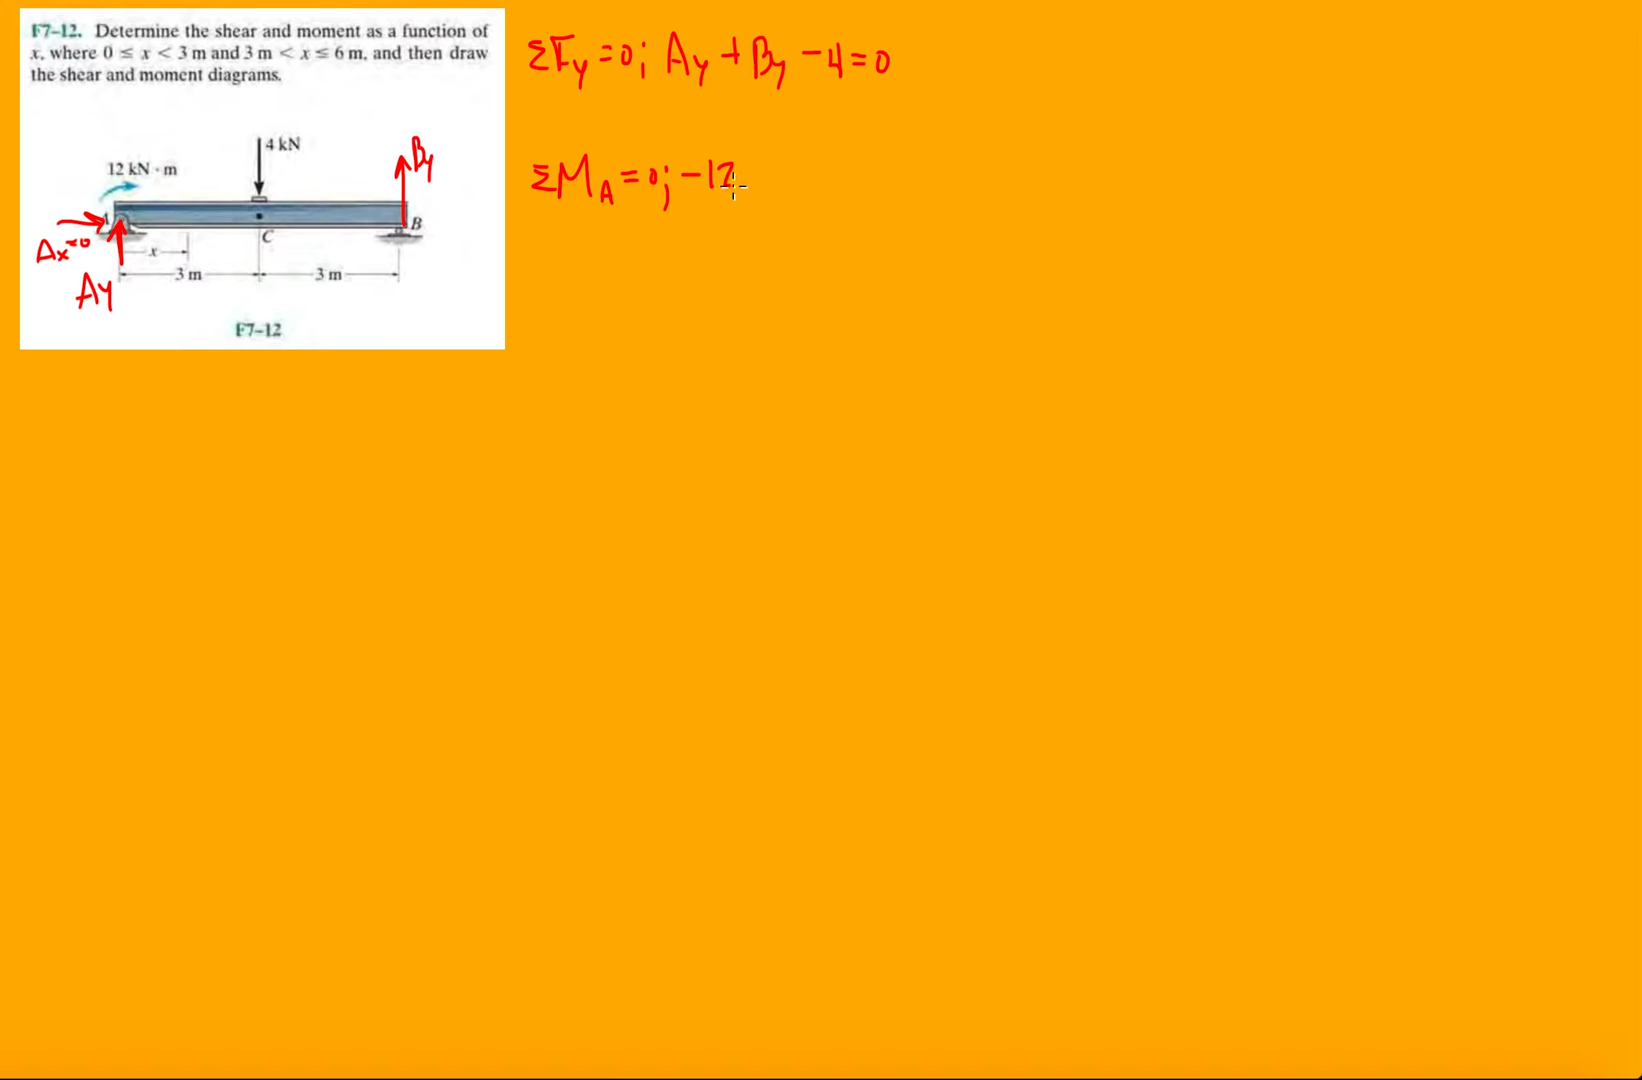 F7–12. Determine the shear and moment as a function of
x, where 0 ≤ x < 3 m and 3 m < x ≤ 6 m, and then draw
the shear and moment diagrams.
ΣFy=0; Ay+By-4=0
ΣMA=0; -12
4 kN
By
12 kN · m
A
B
Ax=0
C
x
Ay
3 m
3 m
F7–12